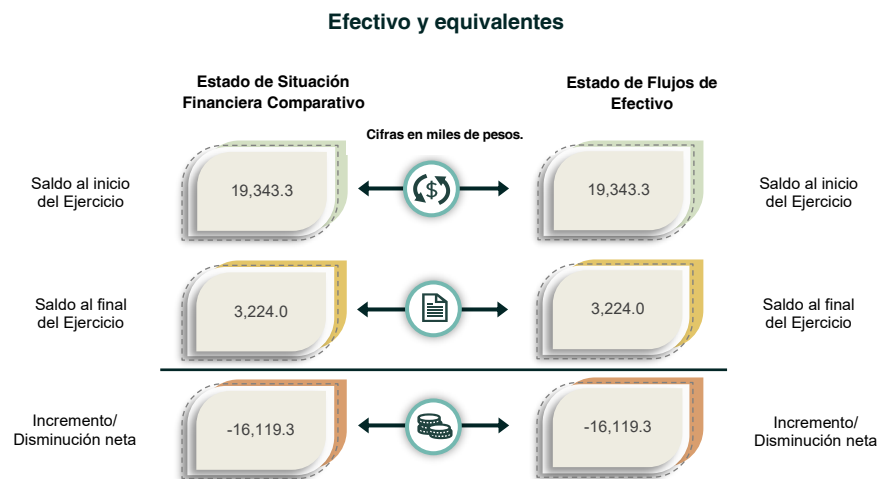 Efectivo y equivalentes
Estado de Situación
Financiera Comparativo
Estado de Flujos de
Efectivo
Cifras en miles de pesos.
Saldo al inicio
del Ejercicio
19,343.3
$
19,343.3
Saldo al inicio
del Ejercicio
Saldo al final
del Ejercicio
3,224.0
3,224.0
Saldo al final
del Ejercicio
Incremento/
Disminución neta
-16,119.3
-16,119.3
Incremento/
Disminución neta